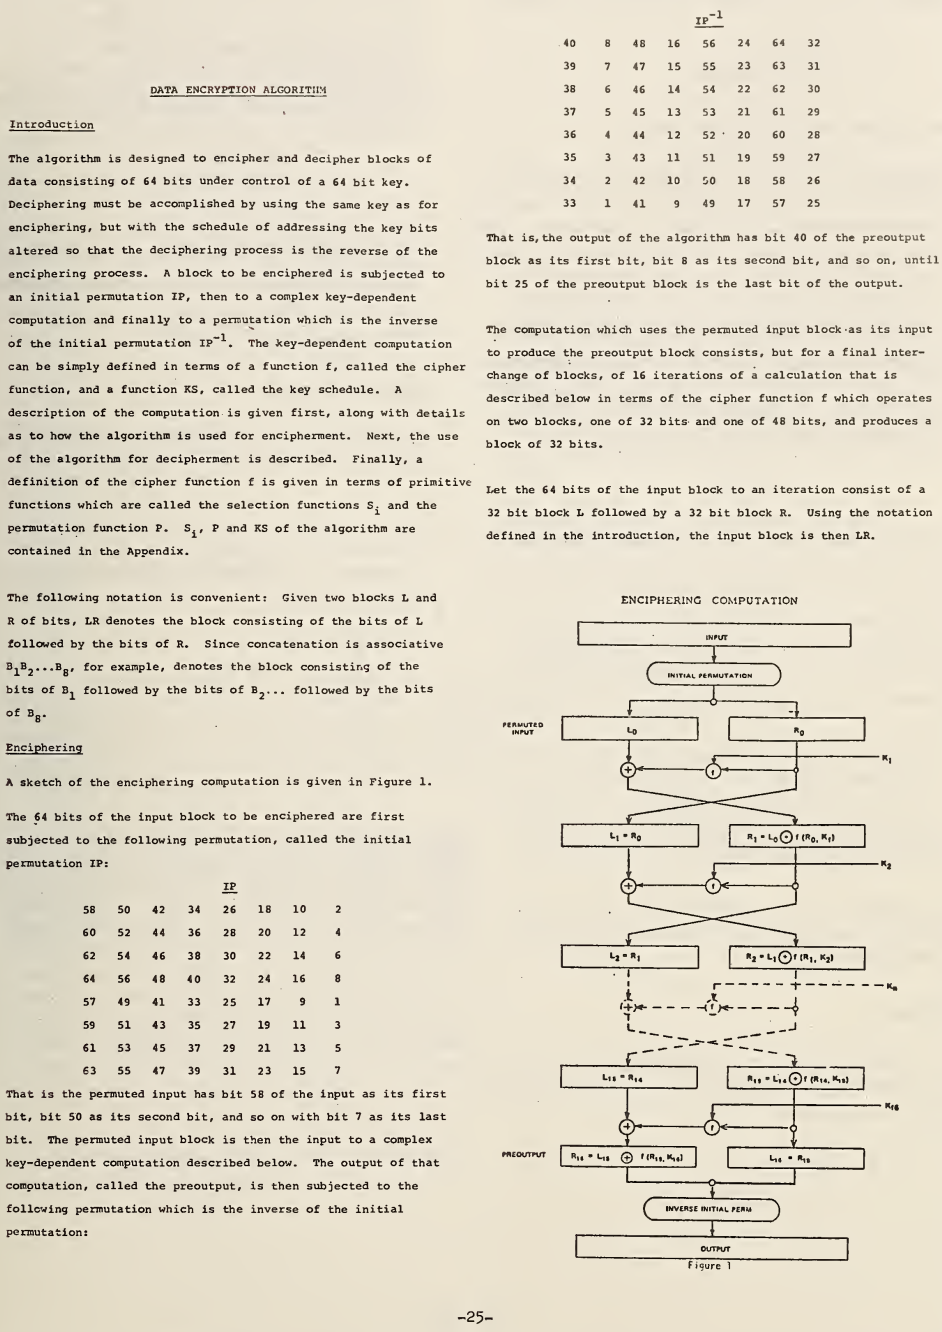 DATA ENCRYPTION ALGORITHM
Introduction
The algorithm is designed to encipher and decipher blocks of
data consisting of 64 bits under control of a 64 bit key.
Deciphering must be accomplished by using the same key as for
enciphering, but with the schedule of addressing the key bits
altered so that the deciphering process is the reverse of the
enciphering process. A block to be enciphered is subjected to
an initial permutation IP, then to a complex key-dependent
computation and finally to a permutation which is the inverse
of the initial permutation IP⁻¹. The key-dependent computation
can be simply defined in terms of a function f, called the cipher
function, and a function KS, called the key schedule. A
description of the computation is given first, along with details
as to how the algorithm is used for encipherment. Next, the use
of the algorithm for decipherment is described. Finally, a
definition of the cipher function f is given in terms of primitive
functions which are called the selection functions Sᵢ and the
permutation function P. Sᵢ, P and KS of the algorithm are
contained in the Appendix.
The following notation is convenient: Given two blocks L and
R of bits, LR denotes the block consisting of the bits of L
followed by the bits of R. Since concatenation is associative
B₁B₂...B₈, for example, denotes the block consisting of the
bits of B₁ followed by the bits of B₂... followed by the bits
of B₈.
Enciphering
A sketch of the enciphering computation is given in Figure 1.
The 64 bits of the input block to be enciphered are first
subjected to the following permutation, called the initial
permutation IP:
IP
58 50 42 34 26 18 10 2
60 52 44 36 28 20 12 4
62 54 46 38 30 22 14 6
64 56 48 40 32 24 16 8
57 49 41 33 25 17 9 1
59 51 43 35 27 19 11 3
61 53 45 37 29 21 13 5
63 55 47 39 31 23 15 7
That is the permuted input has bit 58 of the input as its first
bit, bit 50 as its second bit, and so on with bit 7 as its last
bit. The permuted input block is then the input to a complex
key-dependent computation described below. The output of that
computation, called the preoutput, is then subjected to the
following permutation which is the inverse of the initial
permutation:
IP⁻¹
40 8 48 16 56 24 64 32
39 7 47 15 55 23 63 31
38 6 46 14 54 22 62 30
37 5 45 13 53 21 61 29
36 4 44 12 52 20 60 28
35 3 43 11 51 19 59 27
34 2 42 10 50 18 58 26
33 1 41 9 49 17 57 25
That is, the output of the algorithm has bit 40 of the preoutput
block as its first bit, bit 8 as its second bit, and so on, until
bit 25 of the preoutput block is the last bit of the output.
The computation which uses the permuted input block as its input
to produce the preoutput block consists, but for a final inter-
change of blocks, of 16 iterations of a calculation that is
described below in terms of the cipher function f which operates
on two blocks, one of 32 bits and one of 48 bits, and produces a
block of 32 bits.
Let the 64 bits of the input block to an iteration consist of a
32 bit block L followed by a 32 bit block R. Using the notation
defined in the introduction, the input block is then LR.
ENCIPHERING COMPUTATION
INPUT
INITIAL PERMUTATION
PERMUTED
INPUT
L₀ R₀
K₁
+ f
L₁ = R₀ R₁ = L₀ ⊕ f (R₀, K₁)
K₂
+ f
L₂ = R₁ R₂ = L₁ ⊕ f (R₁, K₂)
Kₙ
+ f
L₁₅ = R₁₄ R₁₅ = L₁₄ ⊕ f (R₁₄, K₁₅)
K₁₆
+ f
PREOUTPUT R₁₆ = L₁₅ ⊕ f (R₁₅, K₁₆) L₁₆ = R₁₅
INVERSE INITIAL PERM
OUTPUT
Figure 1
-25-